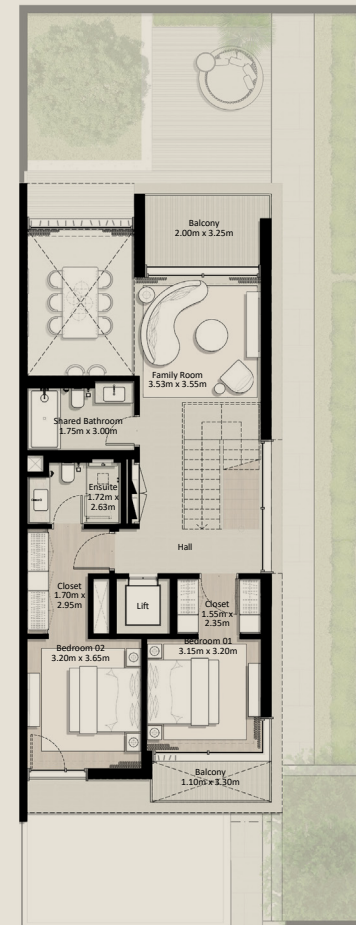 Balcony
2.00m x 3.25m
Family Room
3.53m x 3.55m
Shared Bathroom
1.75m x 3.00m
Ensuite
1.72m x
2.63m
Hall
Closet
1.70m x
2.95m
Lift
Closet
1.55m x
2.35m
Bedroom 02
3.20m x 3.65m
Bedroom 01
3.15m x 3.20m
Balcony
1.10m x 3.30m